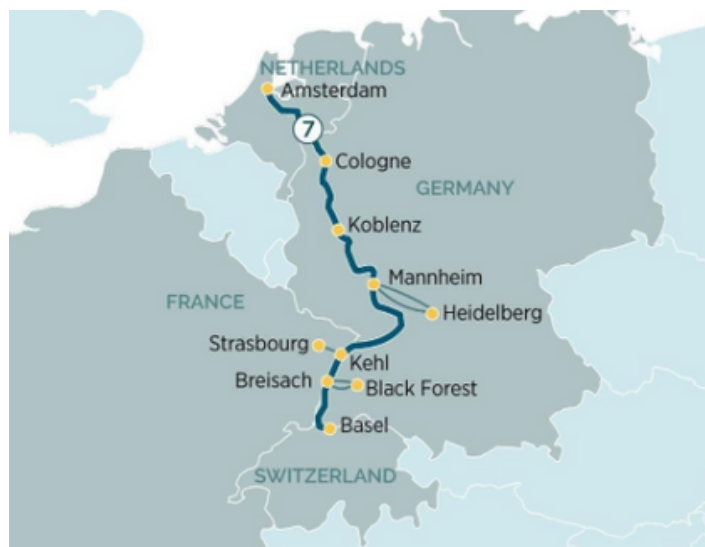 NETHERLANDS
Amsterdam
7
Cologne
GERMANY
Koblenz
Mannheim
FRANCE
Heidelberg
Strasbourg
Kehl
Breisach
Black Forest
Basel
SWITZERLAND